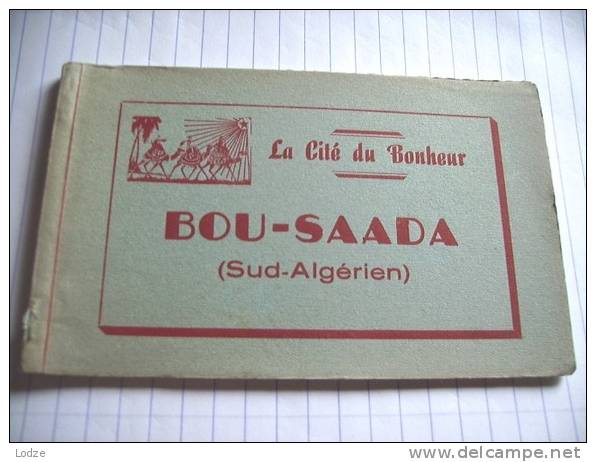 La Cité du Bonheur
BOU-SAADA
(Sud-Algérien)
Lodze
www.delcampe.net